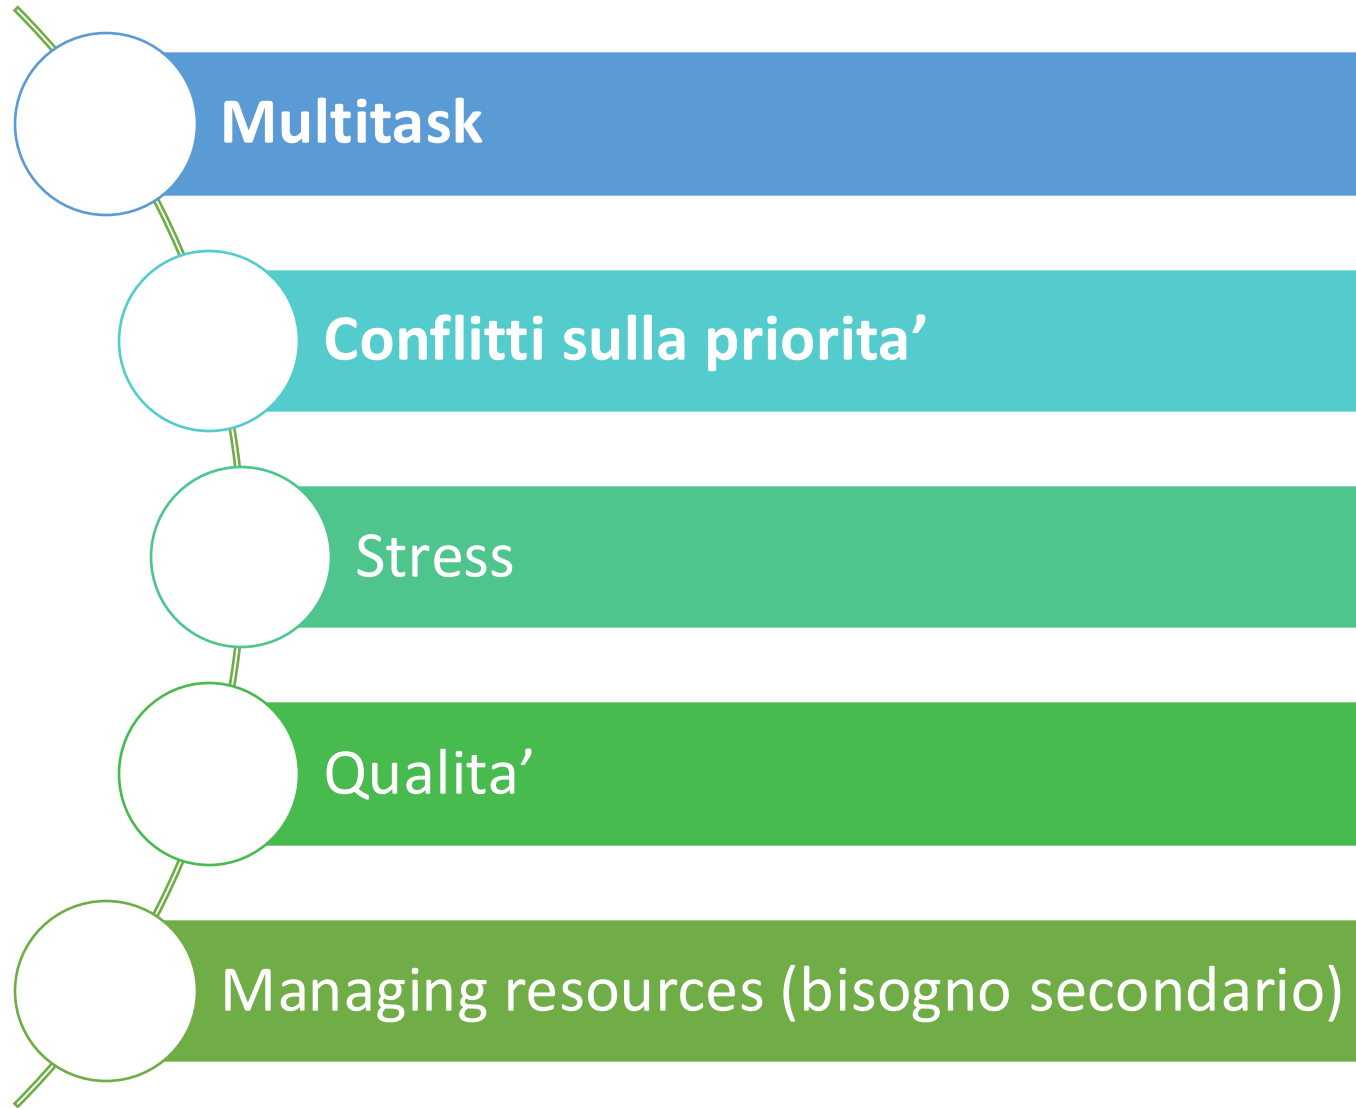 Multitask
Conflitti sulla priorita’
Stress
Qualita’
Managing resources (bisogno secondario)